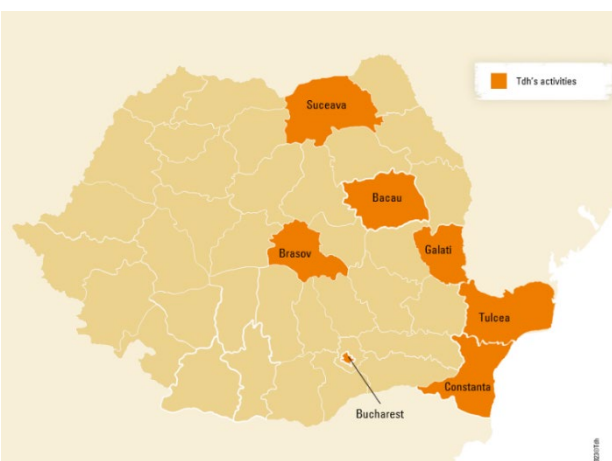 Tdh's activities
Suceava
Bacau
Galati
Brasov
Tulcea
Constanta
Bucharest